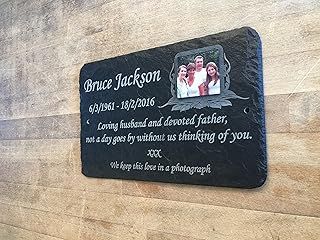 Bruce Jackson
6/3/1961 - 18/2/2016
Loving husband and devoted father,
not a day goes by without us thinking of you.
xxx
We keep this love in a photograph